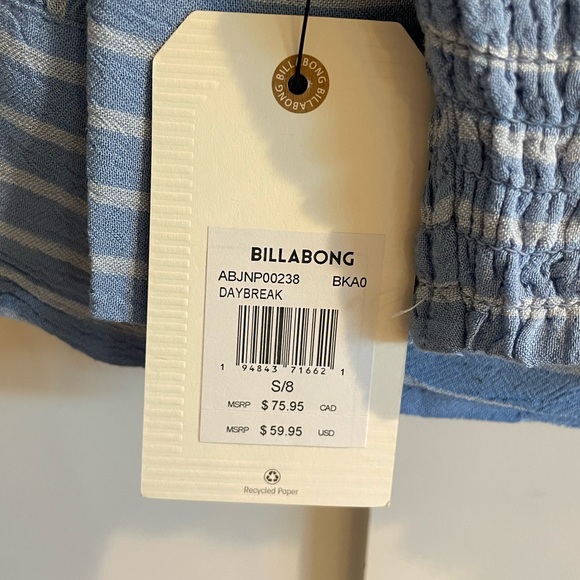 BILLABONG BILLABONG
BILLABONG
ABJNP00238 BKA0
DAYBREAK
1 94843 71662 1
S/8
MSRP $75.95 CAD
MSRP $59.95 USD
Recycled Paper